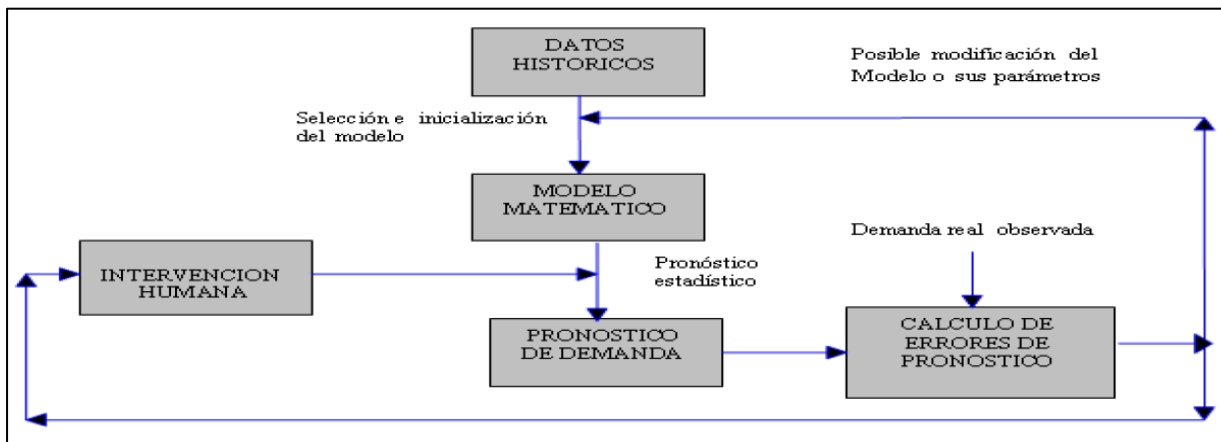 DATOS
HISTORICOS
Posible modificación del
Modelo o sus parámetros
Selección e inicialización
del modelo
MODELO
MATEMATICO
Demanda real observada
INTERVENCION
HUMANA
Pronóstico
estadístico
PRONOSTICO
DE DEMANDA
CALCULO DE
ERRORES DE
PRONOSTICO